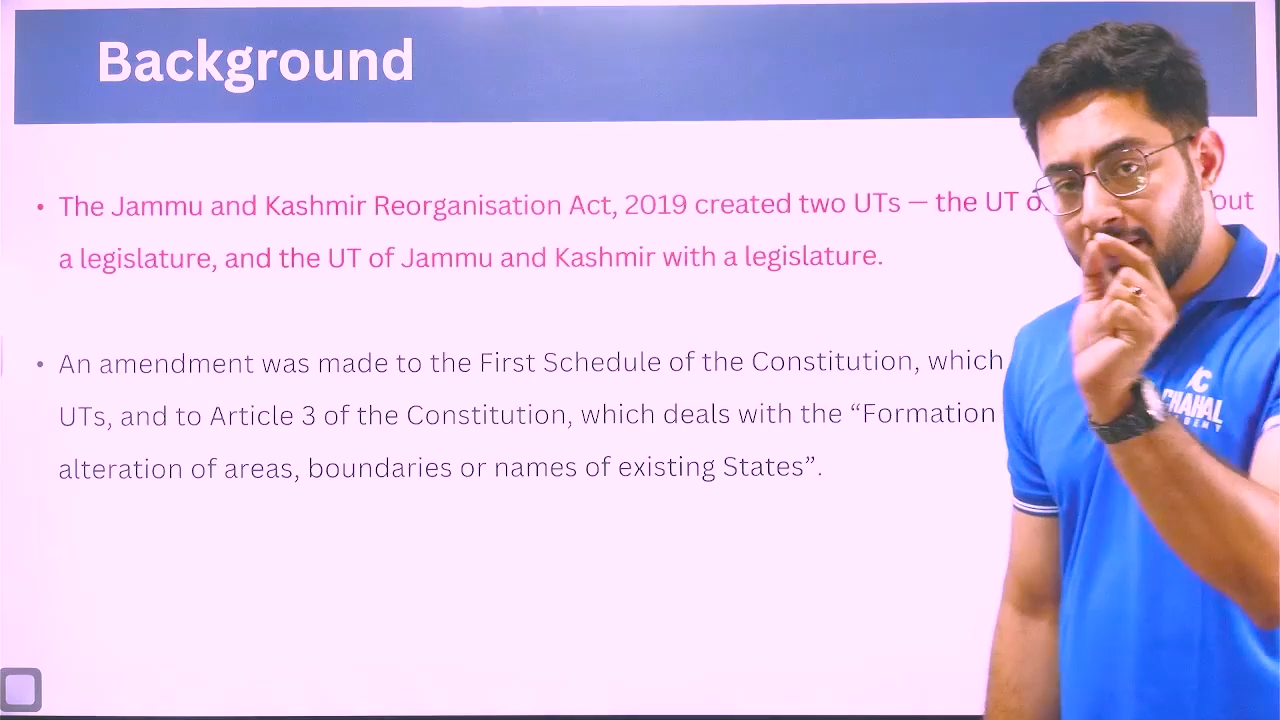 Background
• The Jammu and Kashmir Reorganisation Act, 2019 created two UTs — the UT out
a legislature, and the UT of Jammu and Kashmir with a legislature.
• An amendment was made to the First Schedule of the Constitution, which
UTs, and to Article 3 of the Constitution, which deals with the “Formation
alteration of areas, boundaries or names of existing States”.
CHAHAL